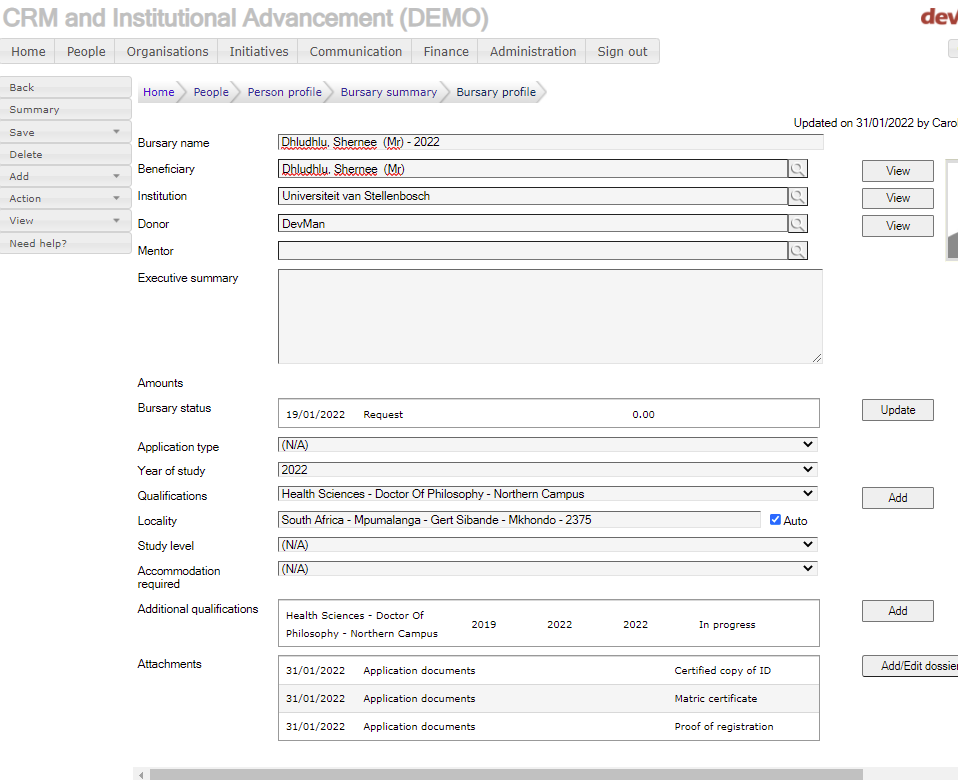 CRM and Institutional Advancement (DEMO)
Home People Organisations Initiatives Communication Finance Administration Sign out
Back
Summary
Save
Delete
Add
Action
View
Need help?
Home People Person profile Bursary summary Bursary profile
Updated on 31/01/2022 by
Bursary name Dhludhlu, Shernee (Mr) - 2022
Beneficiary Dhludhlu, Shernee (Mr) View
Institution Universiteit van Stellenbosch View
Donor DevMan View
Mentor
Executive summary
Amounts
Bursary status 19/01/2022 Request 0.00 Update
Application type (N/A)
Year of study 2022
Qualifications Health Sciences - Doctor Of Philosophy - Northern Campus Add
Locality South Africa - Mpumalanga - Gert Sibande - Mkhondo - 2375 Auto
Study level (N/A)
Accommodation
required (N/A)
Additional qualifications Health Sciences - Doctor Of
Philosophy - Northern Campus 2019 2022 2022 In progress Add
Attachments 31/01/2022 Application documents Certified copy of ID Add/Edit
31/01/2022 Application documents Matric certificate
31/01/2022 Application documents Proof of registration